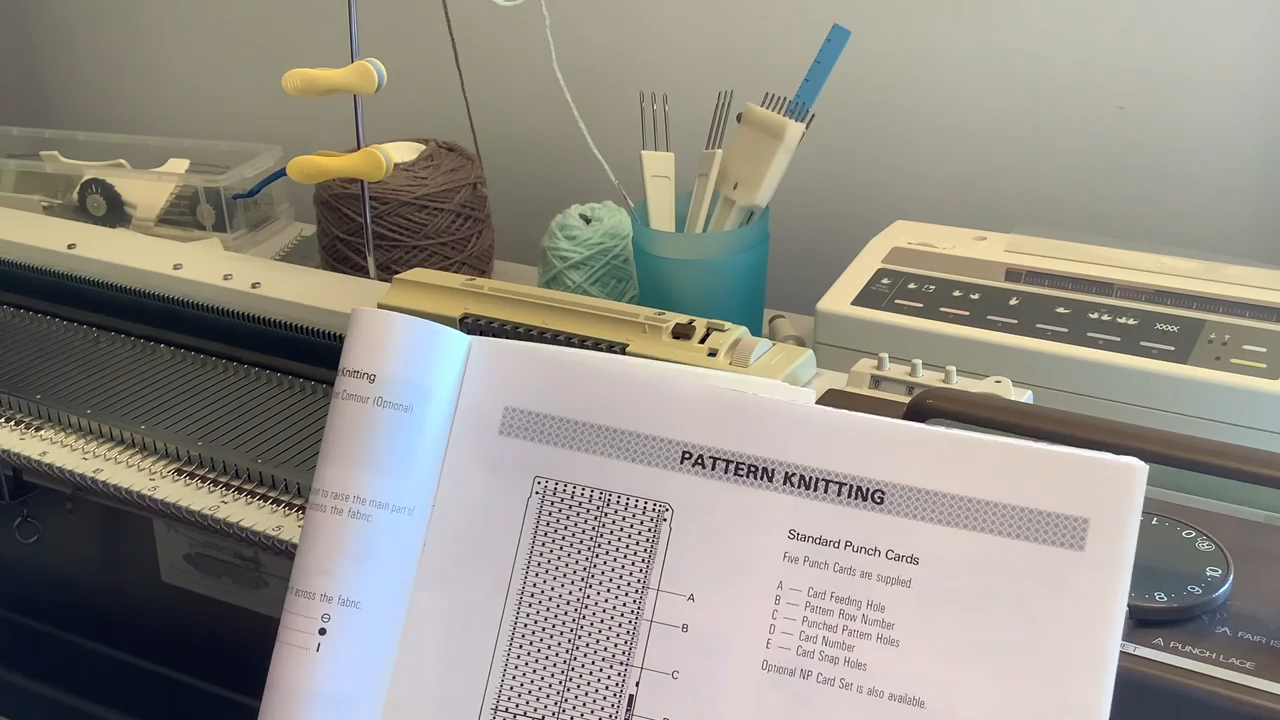 Knitting
Contour (Optional)
to raise the main part of
across the fabric.
across the fabric.
PATTERN KNITTING
Standard Punch Cards
Five Punch Cards are supplied.
A — Card Feeding Hole
B — Pattern Row Number
C — Punched Pattern Holes
D — Card Number
E — Card Snap Holes
Optional NP Card Set is also available.
A
B
C
PUNCH LACE
FAIR